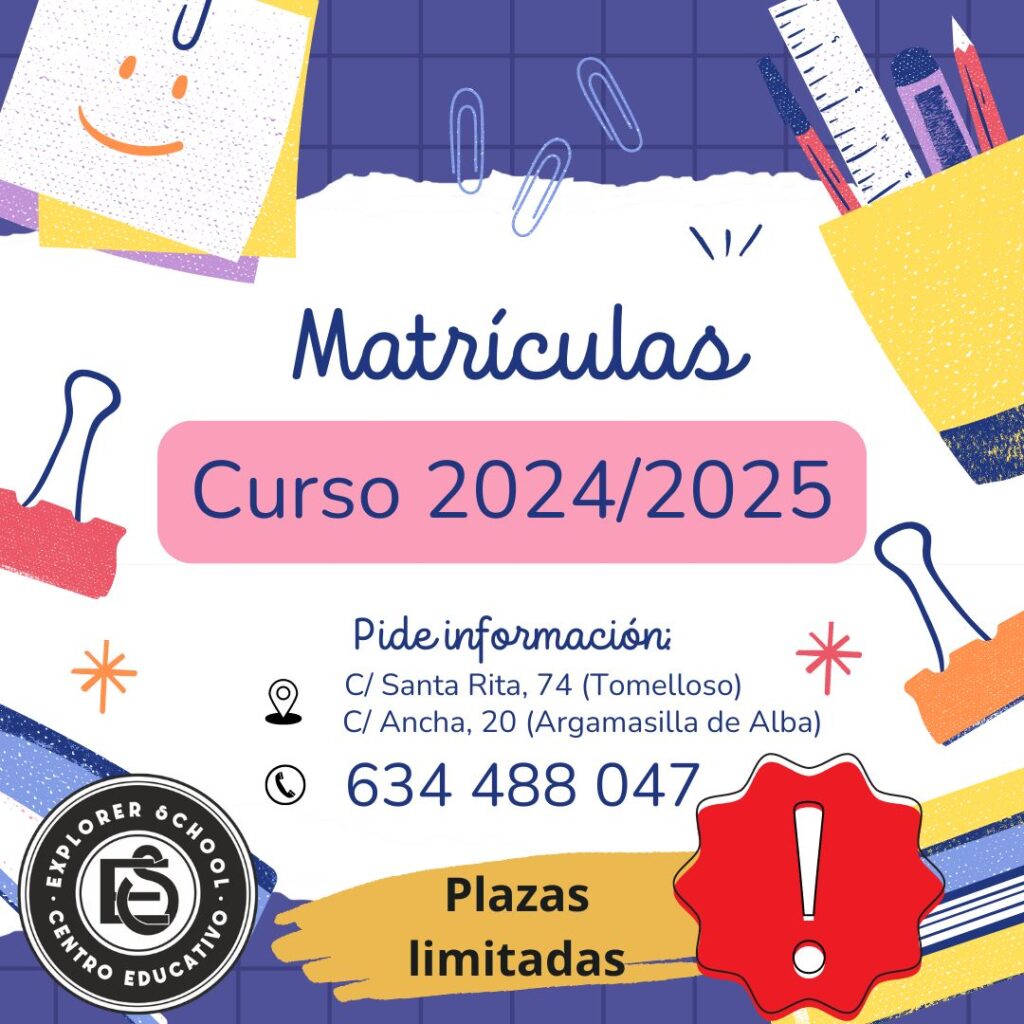 Matrículas
Curso 2024/2025
Pide información:
C/ Santa Rita, 74 (Tomelloso)
C/ Ancha, 20 (Argamasilla de Alba)
634 488 047
Plazas
limitadas
!
EXPLORER SCHOOL
CENTRO EDUCATIVO
ESCE